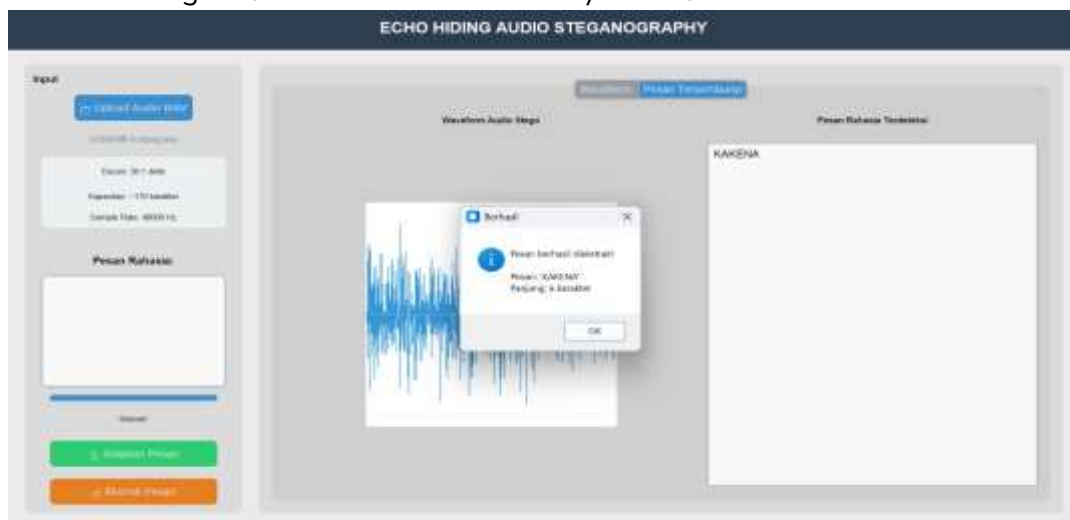 ECHO HIDING AUDIO STEGANOGRAPHY
Input
Upload Audio WAV
Durasi: 30.1 detik
Kapasitas: ~170 karakter
Sample Rate: 48000 Hz
Pesan Rahasia:
Ekstrak Pesan
Waveform Pesan Tersembunyi
Waveform Audio Stego
Pesan Rahasia Terdeteksi
KAKENA
Berhasil
Pesan berhasil diekstrak!
Pesan: 'KAKENA'
Panjang: 6 karakter
OK